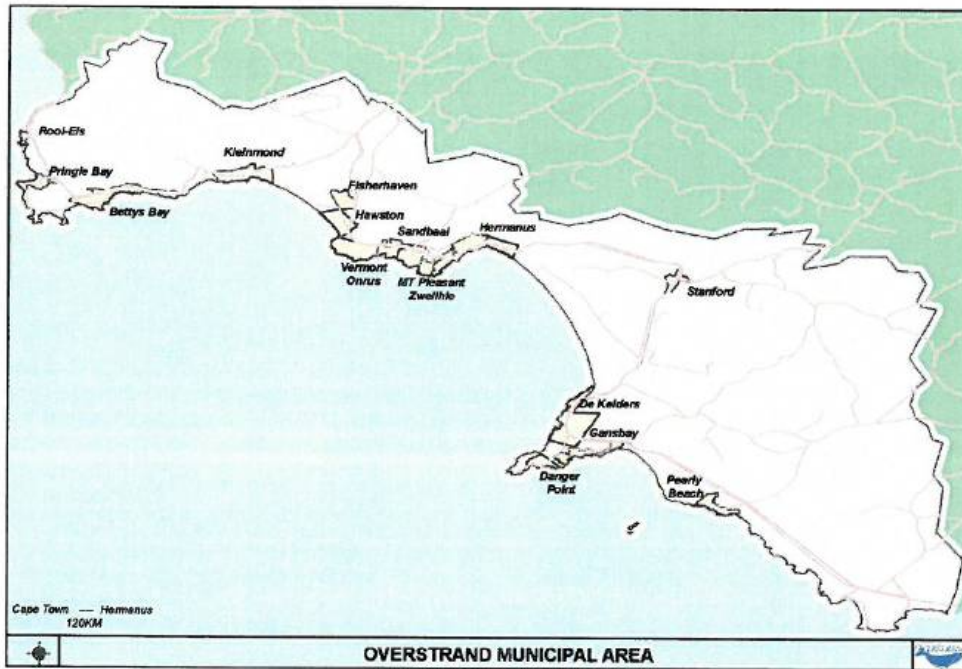 Rooi-Els
Kleinmond
Pringle Bay
Fisherhaven
Bettys Bay
Hawston
Sandbaai
Hermanus
Vermont
Onrus
MT Pleasant
Zwelihle
Stanford
De Kelders
Gansbay
Danger
Point
Pearly
Beach
Cape Town — Hermanus
120KM
OVERSTRAND MUNICIPAL AREA